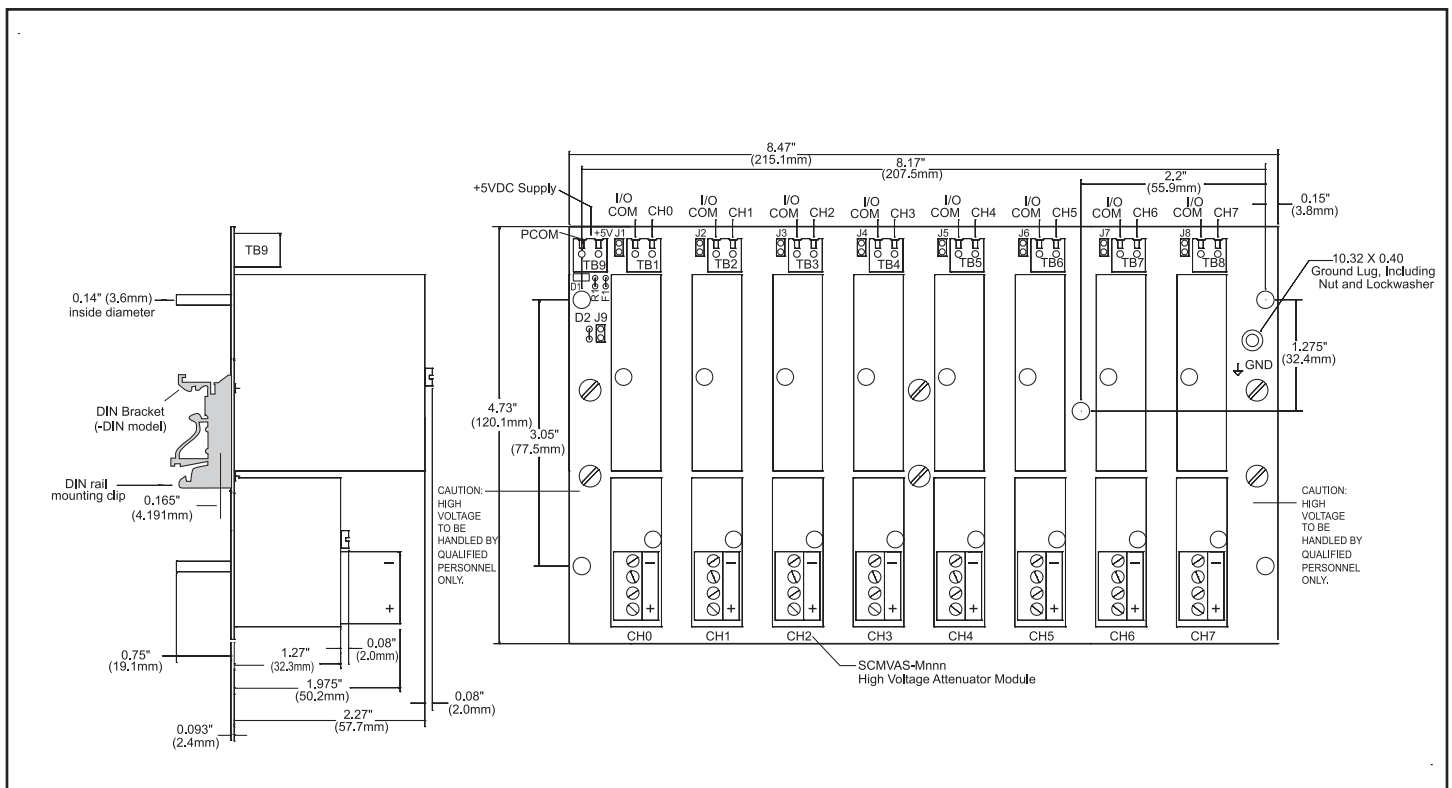 8.47"
(215.1mm)
8.17"
(207.5mm)
2.2"
(55.9mm)
0.15"
(3.8mm)
+5VDC Supply
I/O COM CH0
I/O COM CH1
I/O COM CH2
I/O COM CH3
I/O COM CH4
I/O COM CH5
I/O COM CH6
I/O COM CH7
PCOM
+5V
J1
J2
J3
J4
J5
J6
J7
J8
TB9
TB1
TB2
TB3
TB4
TB5
TB6
TB7
TB8
D1
R1
F1
D2 J9
10.32 X 0.40
Ground Lug, Including
Nut and Lockwasher
1.275"
(32.4mm)
GND
4.73"
(120.1mm)
3.05"
(77.5mm)
CAUTION:
HIGH
VOLTAGE
TO BE
HANDLED BY
QUALIFIED
PERSONNEL
ONLY.
CAUTION:
HIGH
VOLTAGE
TO BE
HANDLED BY
QUALIFIED
PERSONNEL
ONLY.
− − − − − − − −
+ + + + + + + +
CH0 CH1 CH2 CH3 CH4 CH5 CH6 CH7
SCMVAS-Mnnn
High Voltage Attenuator Module
TB9
0.14" (3.6mm)
inside diameter
DIN Bracket
(-DIN model)
DIN rail
mounting clip
0.165"
(4.191mm)
−
+
0.75"
(19.1mm)
1.27"
(32.3mm)
0.08"
(2.0mm)
1.975"
(50.2mm)
2.27"
(57.7mm)
0.08"
(2.0mm)
0.093"
(2.4mm)